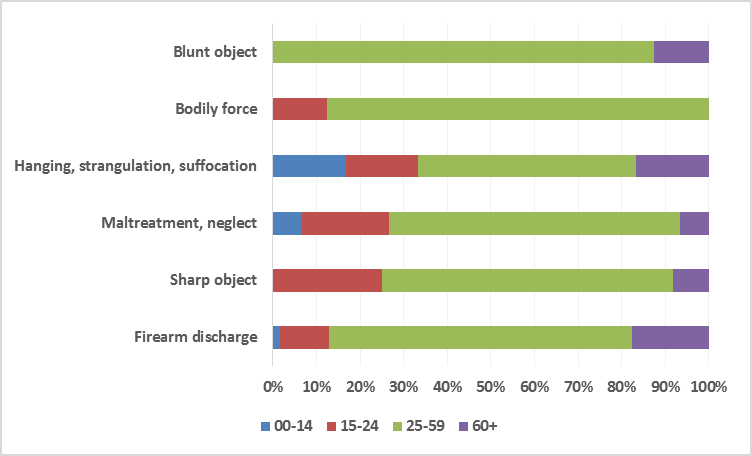 Blunt object
Bodily force
Hanging, strangulation, suffocation
Maltreatment, neglect
Sharp object
Firearm discharge
0% 10% 20% 30% 40% 50% 60% 70% 80% 90% 100%
00-14 15-24 25-59 60+